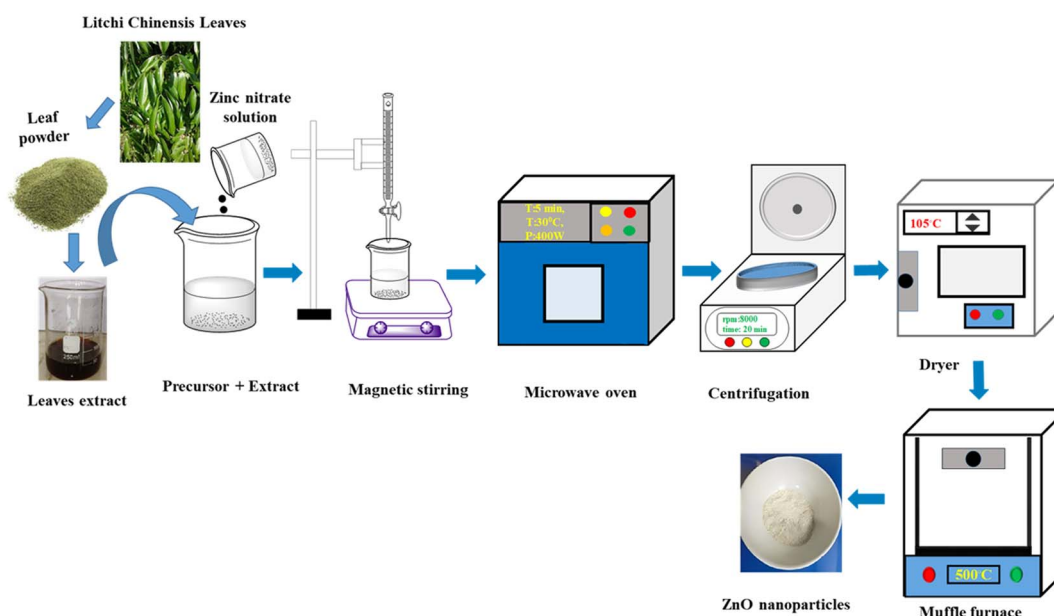 Litchi Chinensis Leaves
Leaf
powder
Zinc nitrate
solution
250ml
Leaves extract
Precursor + Extract
Magnetic stirring
T:5 min,
T:30°C,
P:400W
Microwave oven
rpm:8000
time: 20 min
Centrifugation
105°C
Dryer
500°C
Muffle furnace
ZnO nanoparticles